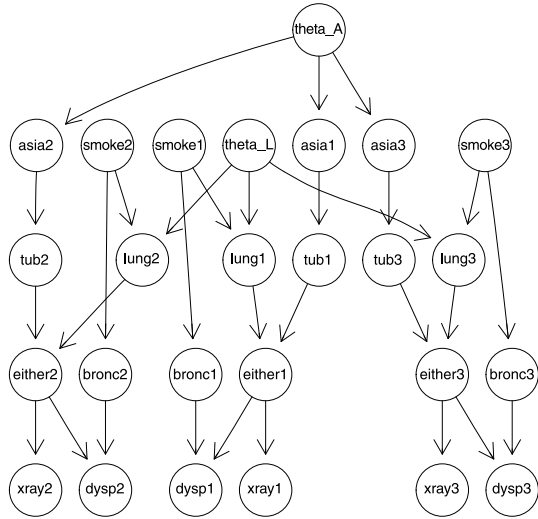 theta_A
asia2 smoke2 smoke1 theta_L asia1 asia3 smoke3
tub2 lung2 lung1 tub1 tub3 lung3
either2 bronc2 bronc1 either1 either3 bronc3
xray2 dysp2 dysp1 xray1 xray3 dysp3